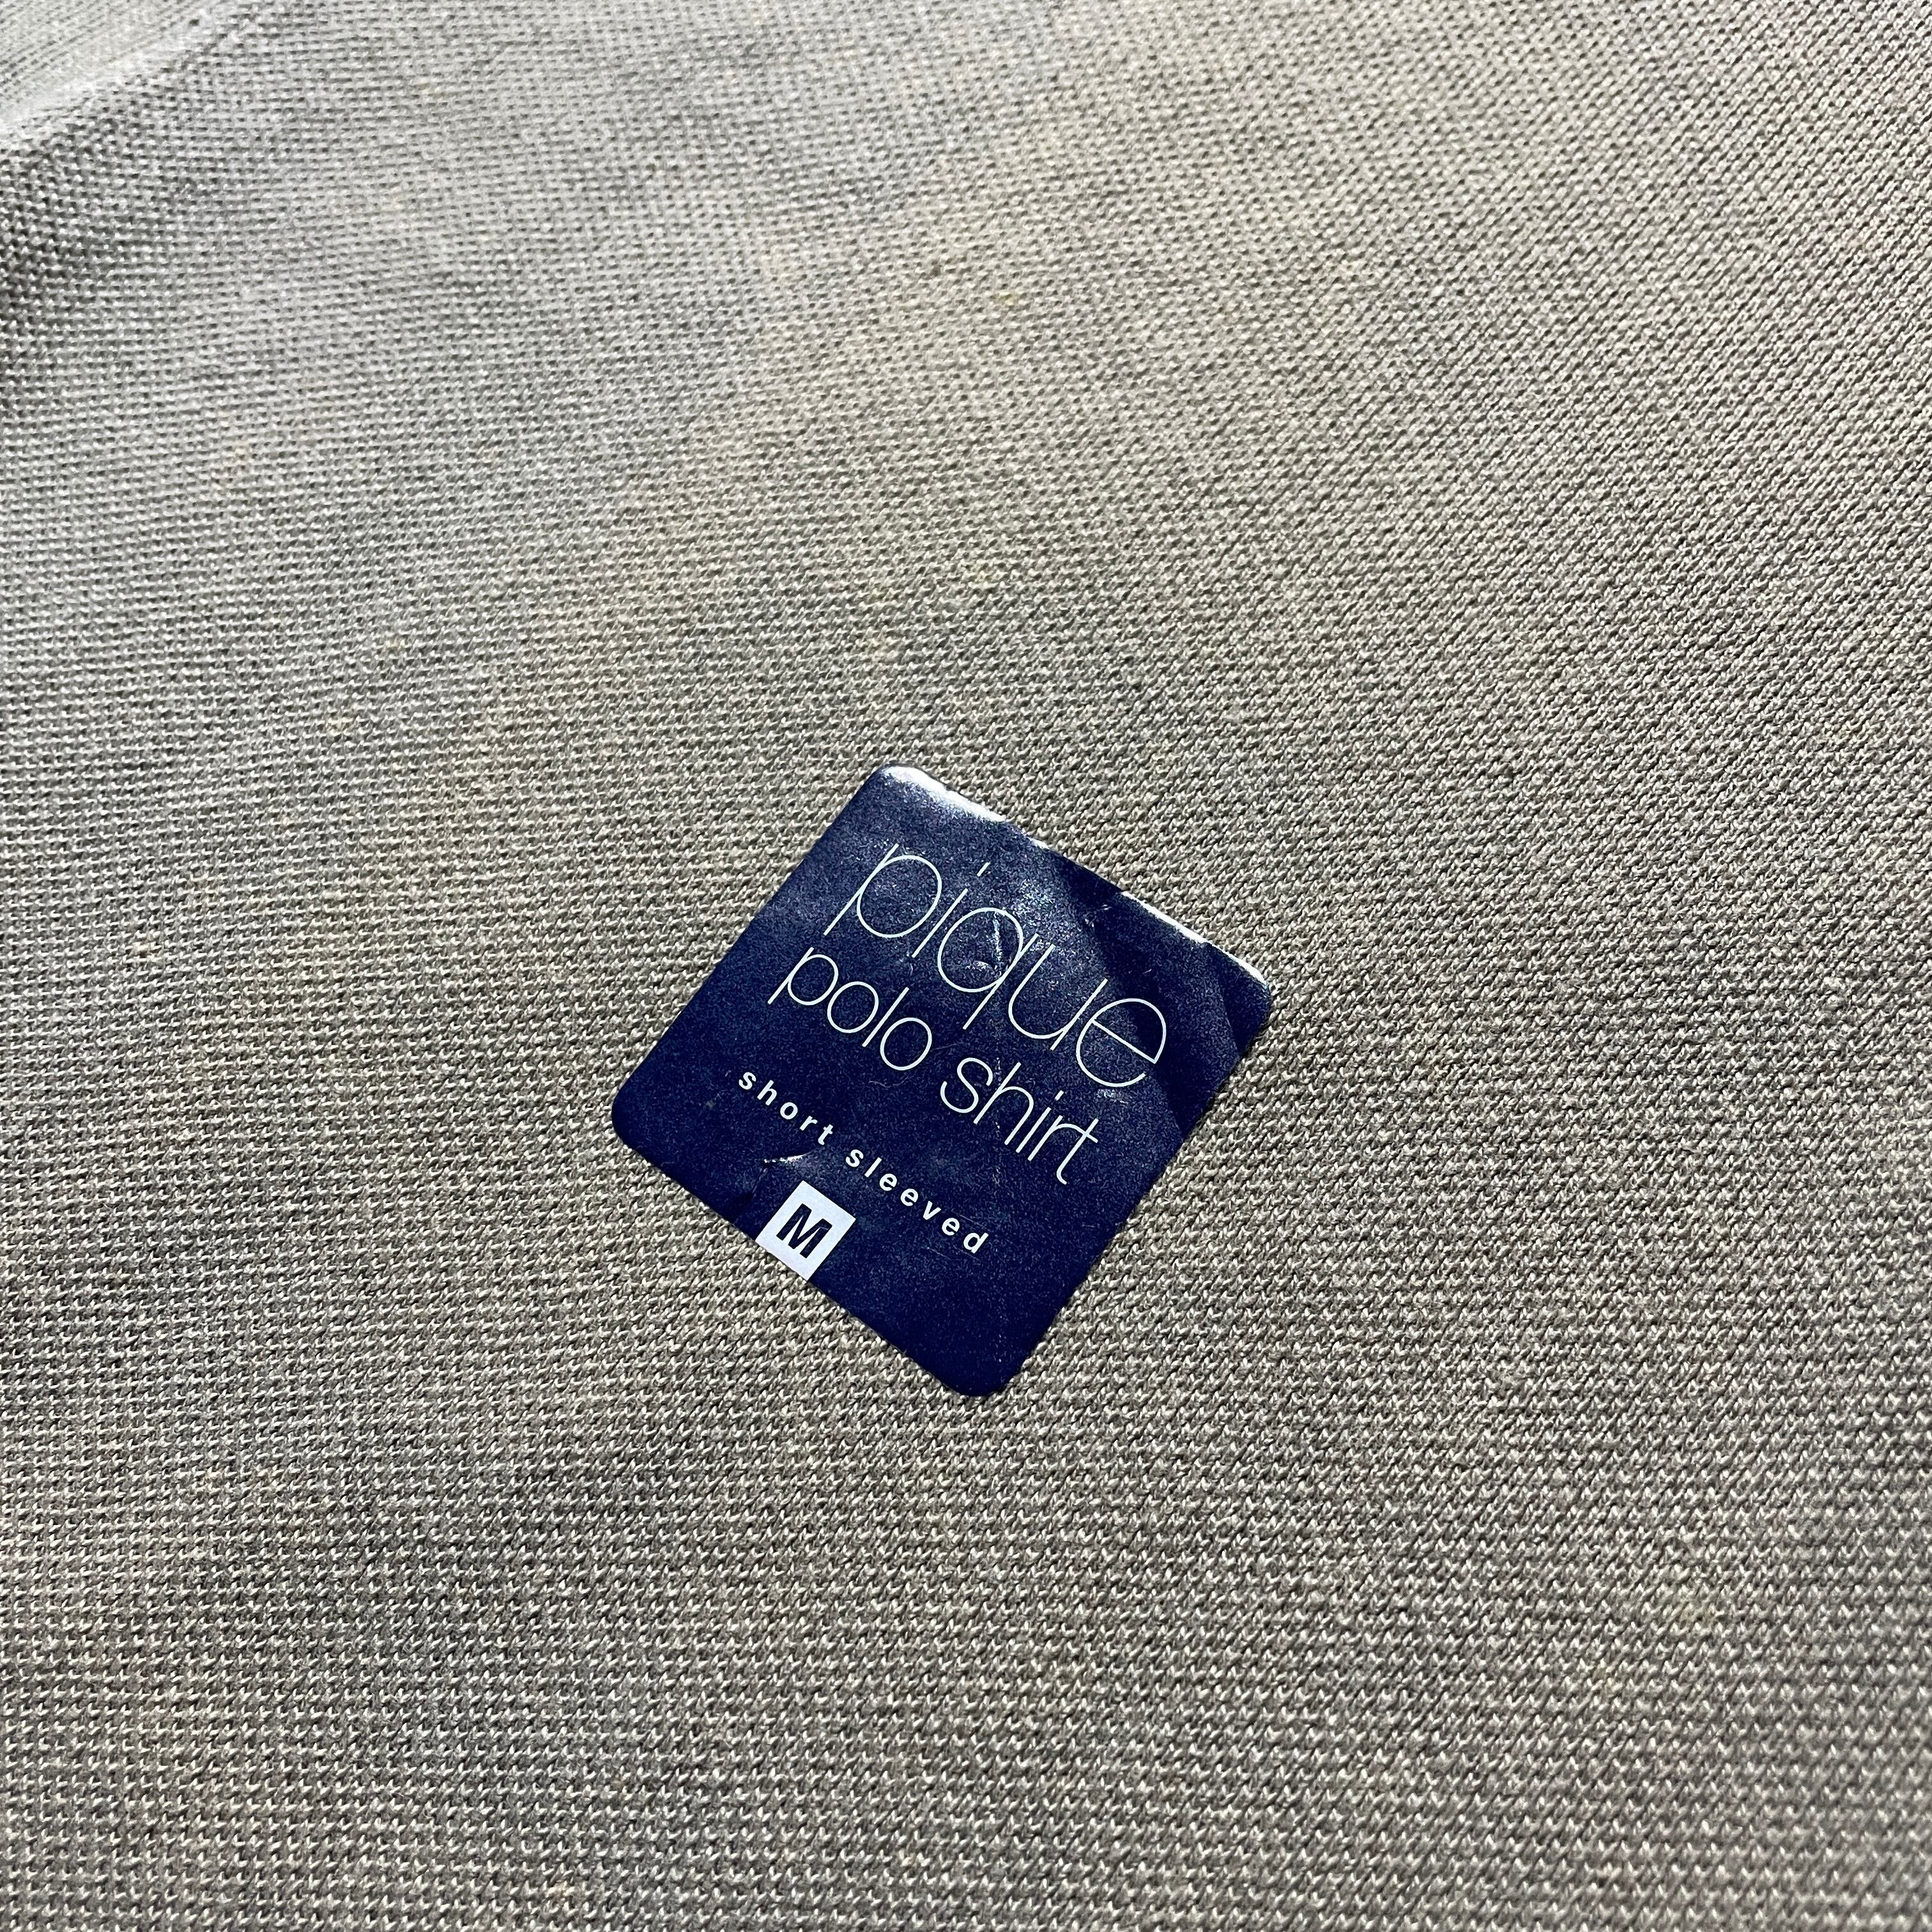 pique
polo shirt
short sleeved
M